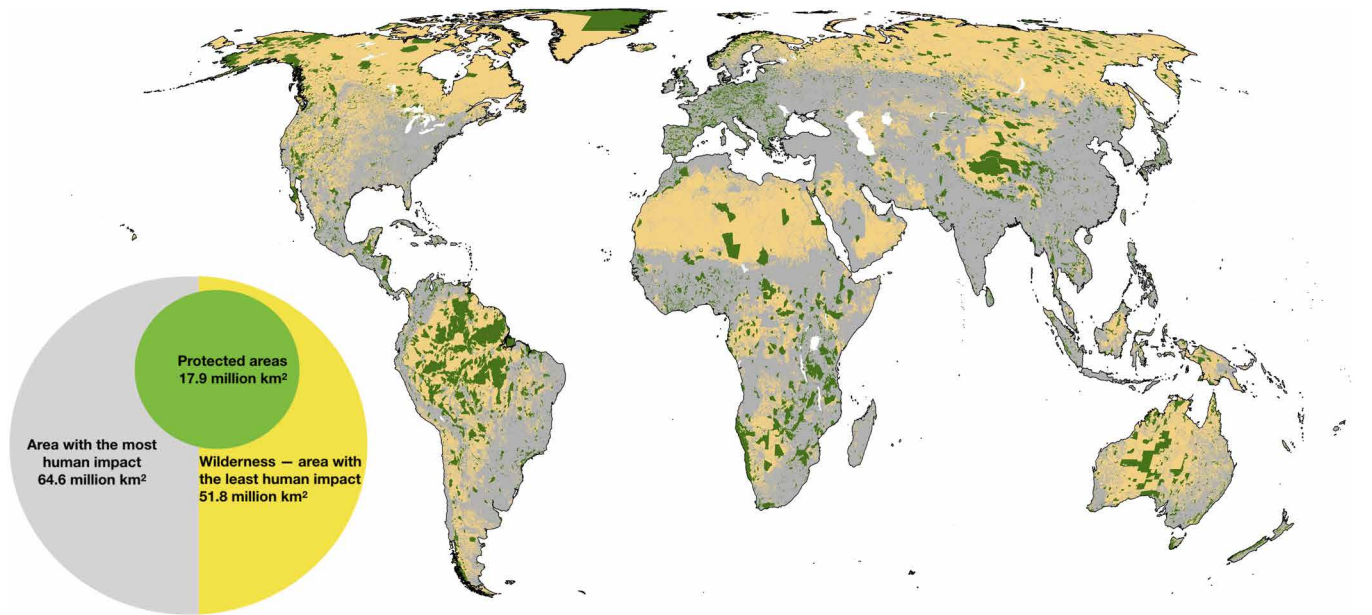 Protected areas
17.9 million km²
Area with the most
human impact
64.6 million km²
Wilderness — area with
the least human impact
51.8 million km²